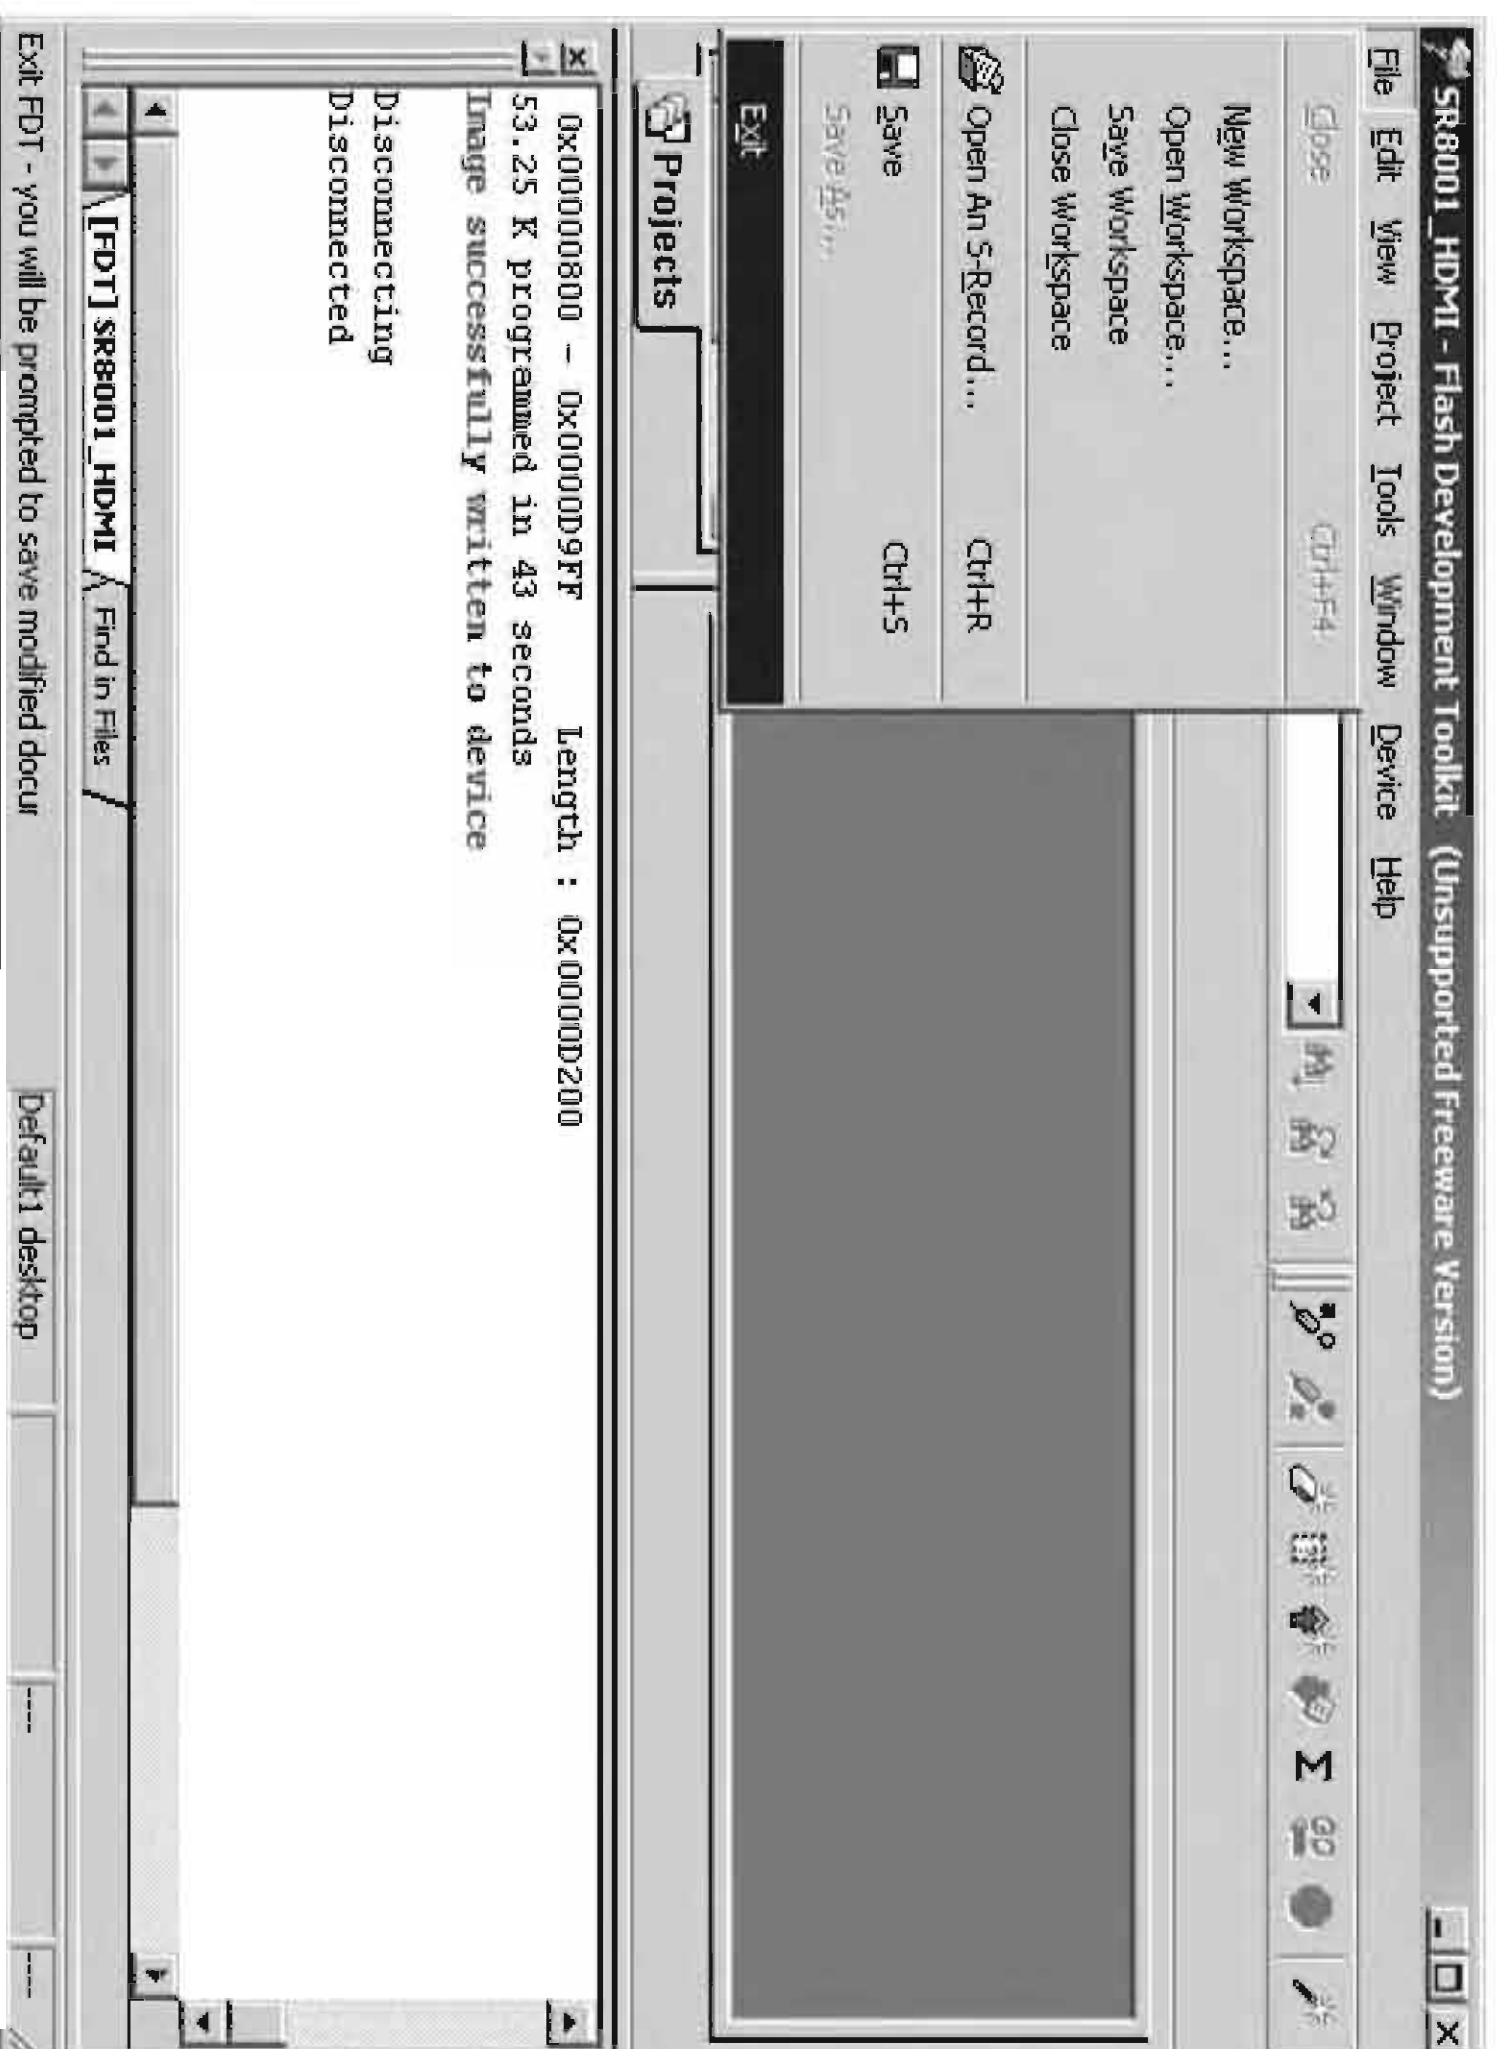 SR8001_HDMI - Flash Development Toolkit   (Unsupported Freeware Version)
File Edit View Project Tools Window Device Help
Close Ctrl+F4
New Workspace...
Open Workspace...
Save Workspace
Close Workspace
Open An S-Record... Ctrl+R
Save Ctrl+S
Save As...
Exit
GO
Projects
0x00000800 - 0x0000D9FF    Length : 0x0000D200
53.25 K programmed in 43 seconds
Image successfully written to device
Disconnecting
Disconnected
[FDT] SR8001_HDMI Find in Files
Exit FDT - you will be prompted to save modified docur Default1 desktop ---- ----